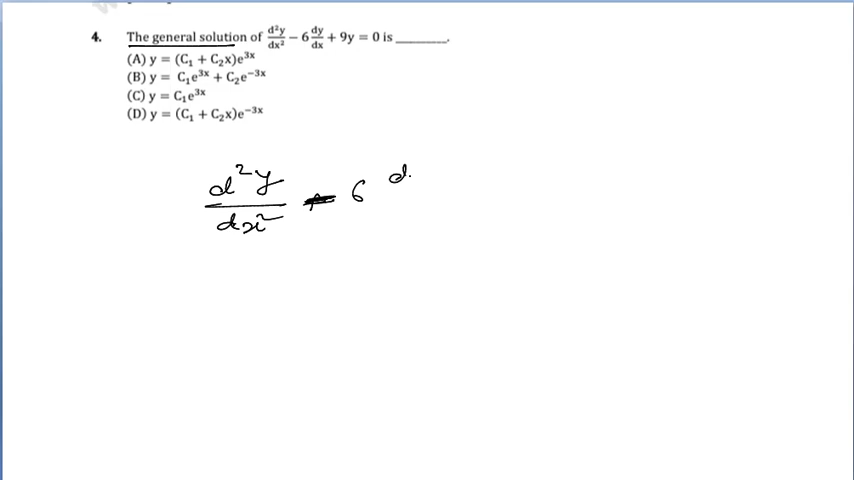 4. The general solution of d²y/dx² − 6 dy/dx + 9y = 0 is ________.
(A) y = (C₁ + C₂x)e³ˣ
(B) y = C₁e³ˣ + C₂e⁻³ˣ
(C) y = C₁e³ˣ
(D) y = (C₁ + C₂x)e⁻³ˣ
d²y/dx² − 6 d